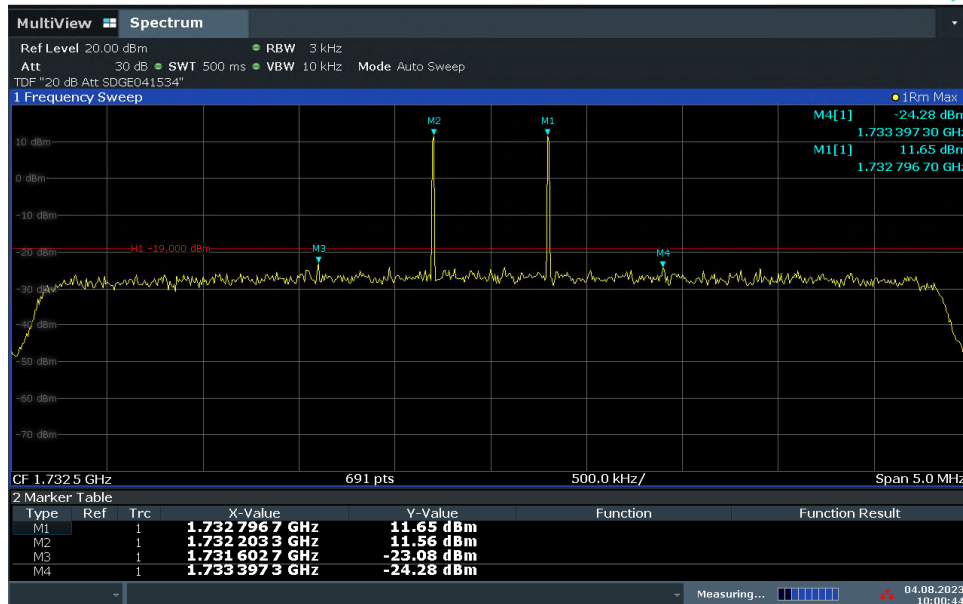 MultiView Spectrum
Ref Level 20.00 dBm RBW 3 kHz
Att 30 dB SWT 500 ms VBW 10 kHz Mode Auto Sweep
TDF "20 dB Att SDGE041534"
1 Frequency Sweep 1Rm Max
M4[1] -24.28 dBm
1.733 397 30 GHz
M1[1] 11.65 dBm
1.732 796 70 GHz
M2 M1
10 dBm
0 dBm
-10 dBm
H1 -19.000 dBm
M3
M4
-20 dBm
-30 dBm
-40 dBm
-50 dBm
-60 dBm
-70 dBm
CF 1.732 5 GHz 691 pts 500.0 kHz/ Span 5.0 MHz
2 Marker Table
Type Ref Trc X-Value Y-Value Function Function Result
M1 1 1.732 796 7 GHz 11.65 dBm
M2 1 1.732 203 3 GHz 11.56 dBm
M3 1 1.731 602 7 GHz -23.08 dBm
M4 1 1.733 397 3 GHz -24.28 dBm
Measuring... 04.08.2023
10:00:44